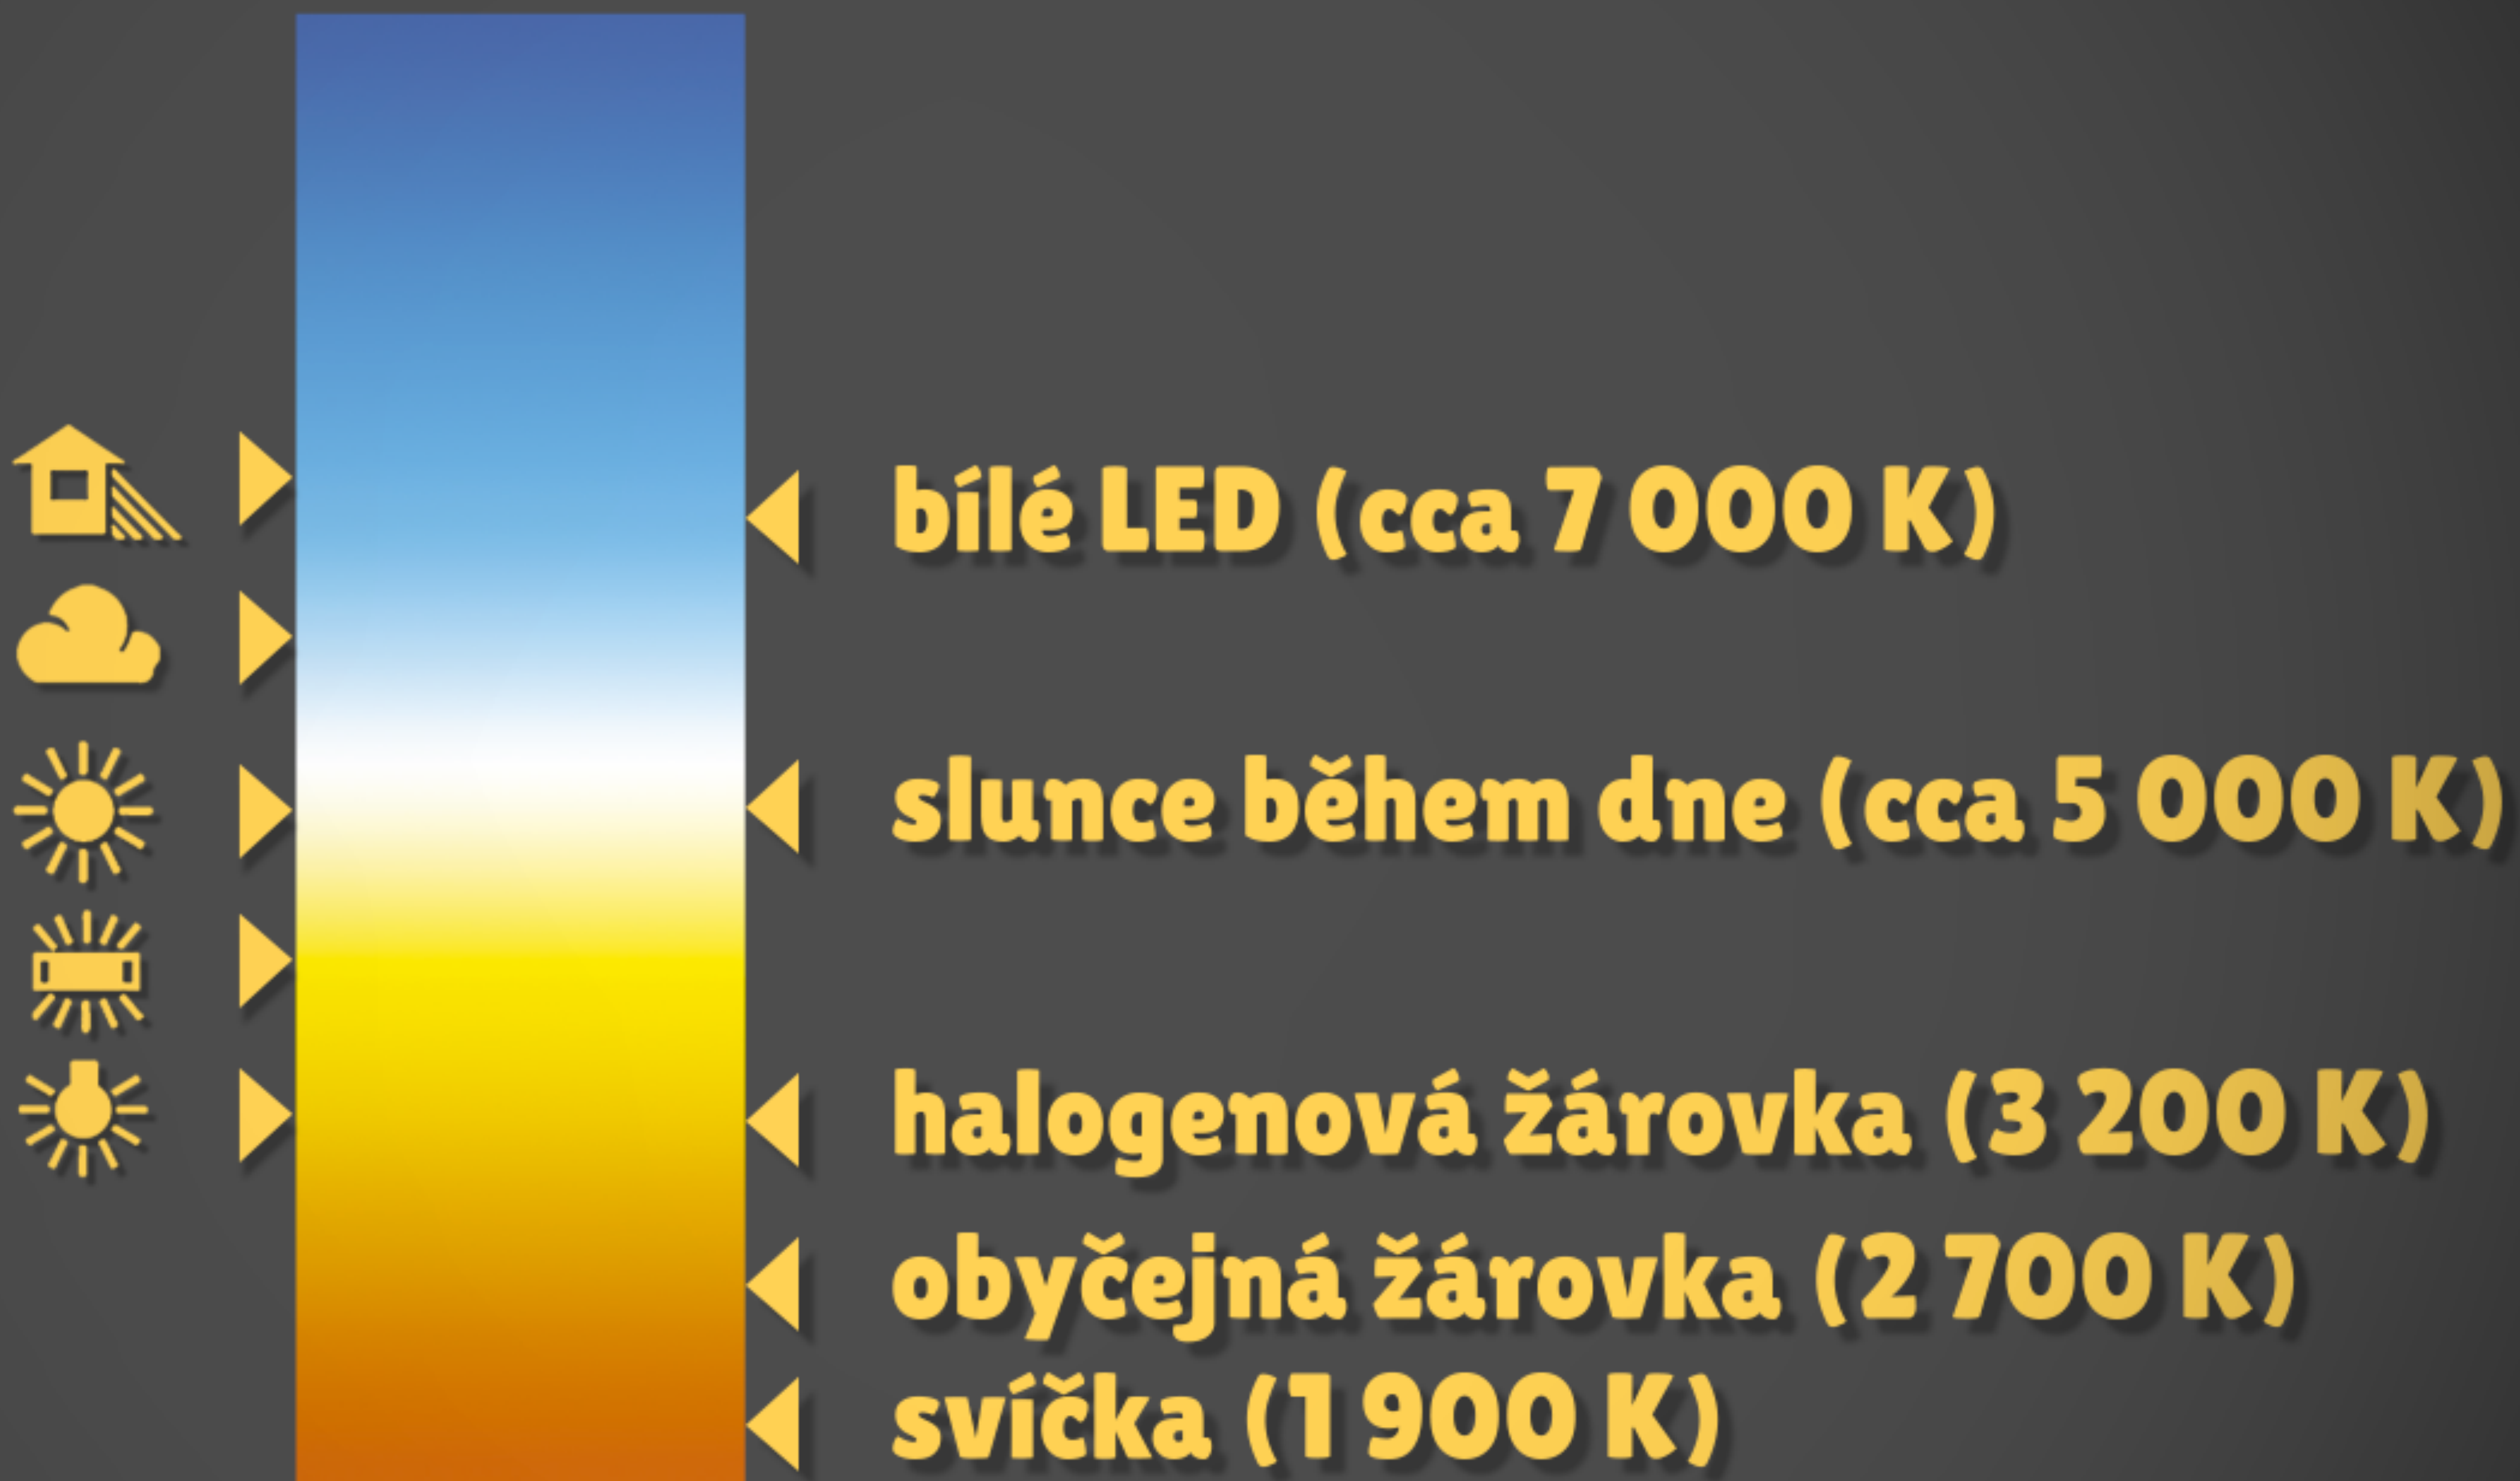 bílé LED (cca 7 000 K)
slunce během dne (cca 5 000 K)
halogenová žárovka (3 200 K)
obyčejná žárovka (2 700 K)
svíčka (1 900 K)